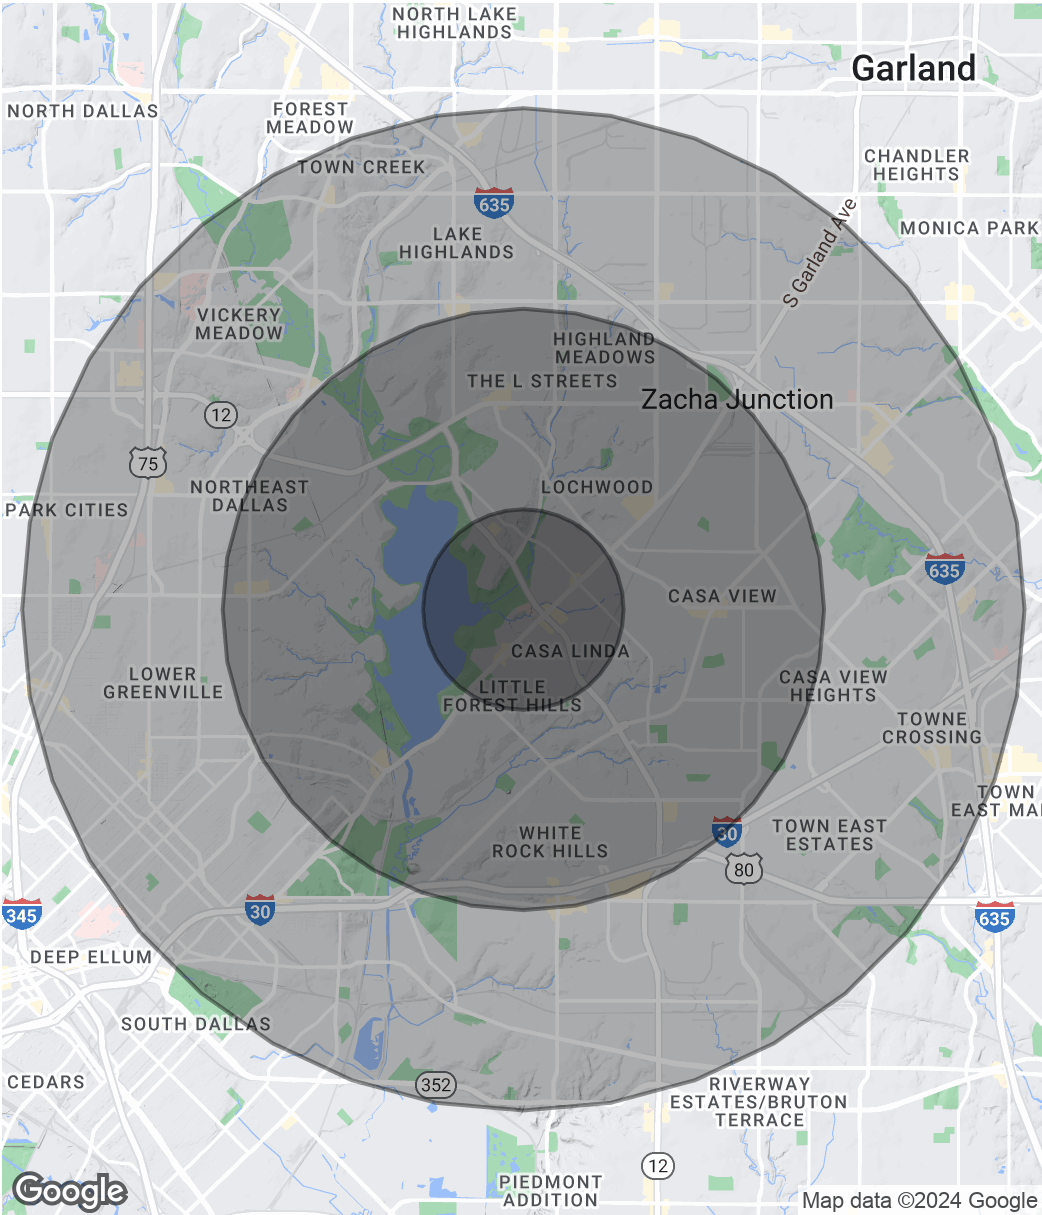 NORTH LAKE
HIGHLANDS
Garland
NORTH DALLAS
FOREST
MEADOW
TOWN CREEK
CHANDLER
HEIGHTS
635
MONICA PARK
LAKE
HIGHLANDS
S Garland Ave
VICKERY
MEADOW
HIGHLAND
MEADOWS
THE L STREETS
Zacha Junction
12
75
NORTHEAST
DALLAS
LOCHWOOD
PARK CITIES
635
CASA VIEW
CASA LINDA
LOWER
GREENVILLE
LITTLE
FOREST HILLS
CASA VIEW
HEIGHTS
TOWNE
CROSSING
TOWN
EAST MA
WHITE
ROCK HILLS
30
TOWN EAST
ESTATES
80
345
30
635
DEEP ELLUM
SOUTH DALLAS
CEDARS
352
RIVERWAY
ESTATES/BRUTON
TERRACE
12
PIEDMONT
ADDITION
Google
Map data ©2024 Google